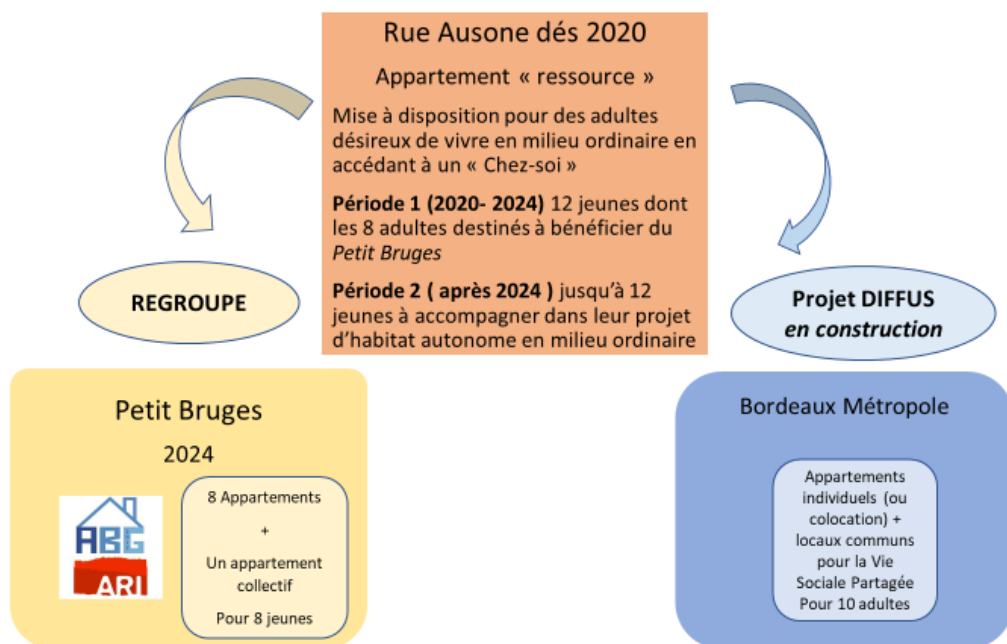 Rue Ausone dés 2020
Appartement « ressource »
Mise à disposition pour des adultes
désireux de vivre en milieu ordinaire en
accédant à un « Chez-soi »
Période 1 (2020- 2024) 12 jeunes dont
les 8 adultes destinés à bénéficier du
Petit Bruges
Période 2 ( après 2024 ) jusqu'à 12
jeunes à accompagner dans leur projet
d'habitat autonome en milieu ordinaire
REGROUPE
Projet DIFFUS
en construction
Petit Bruges
2024
ABG
ARI
8 Appartements
+
Un appartement
collectif
Pour 8 jeunes
Bordeaux Métropole
Appartements
individuels (ou
colocation) +
locaux communs
pour la Vie
Sociale Partagée
Pour 10 adultes